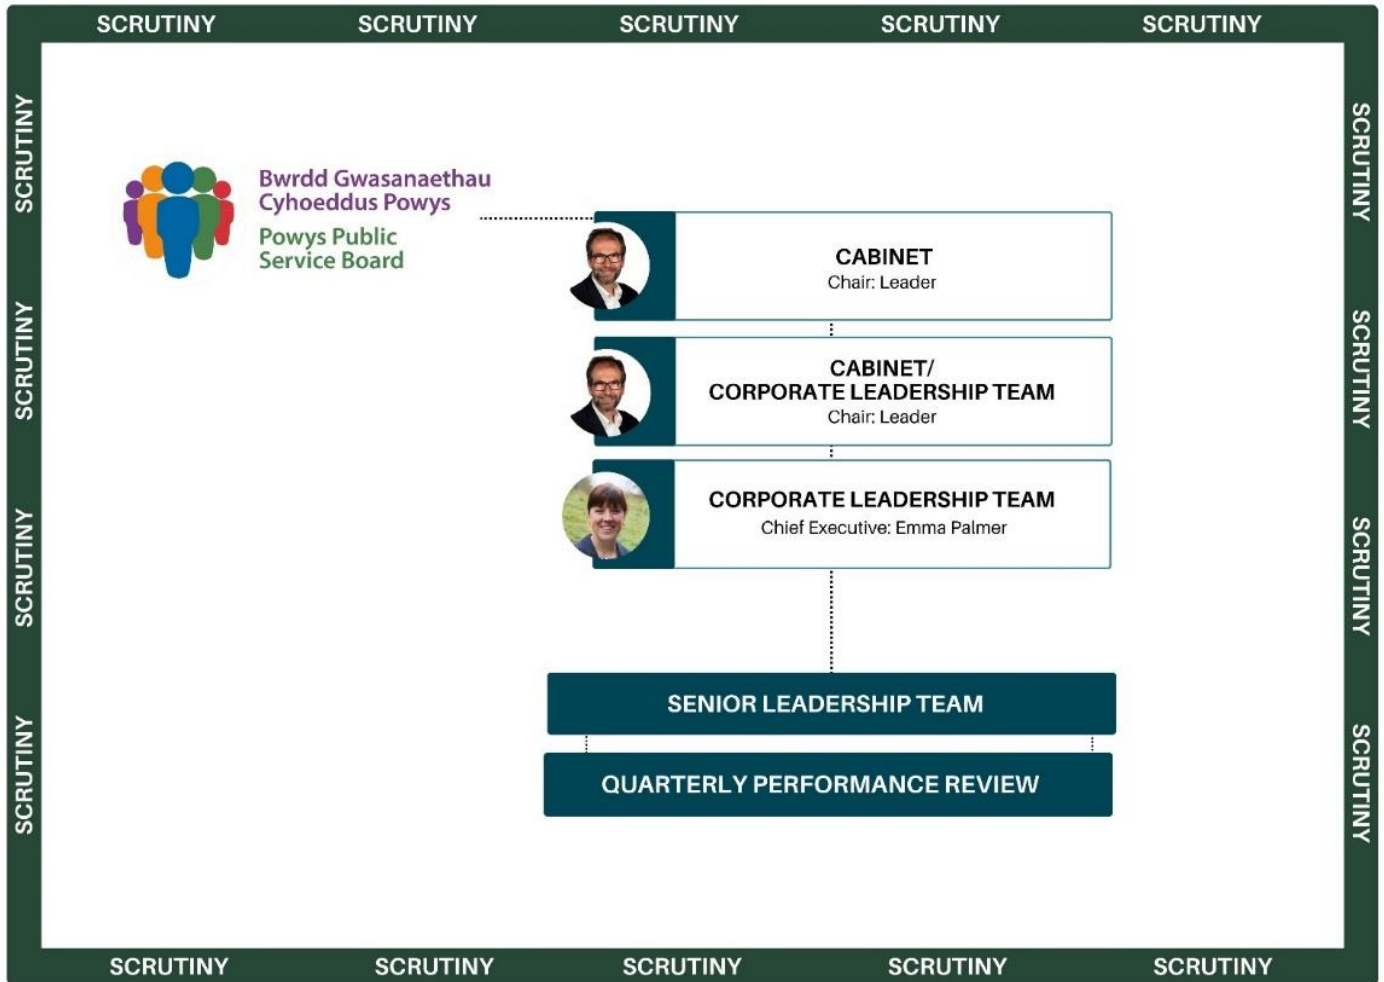 SCRUTINY SCRUTINY SCRUTINY SCRUTINY SCRUTINY
SCRUTINY
SCRUTINY
SCRUTINY
SCRUTINY
Bwrdd Gwasanaethau
Cyhoeddus Powys
Powys Public
Service Board
CABINET
Chair: Leader
CABINET/
CORPORATE LEADERSHIP TEAM
Chair: Leader
CORPORATE LEADERSHIP TEAM
Chief Executive: Emma Palmer
SENIOR LEADERSHIP TEAM
QUARTERLY PERFORMANCE REVIEW
SCRUTINY
SCRUTINY
SCRUTINY
SCRUTINY
SCRUTINY SCRUTINY SCRUTINY SCRUTINY SCRUTINY